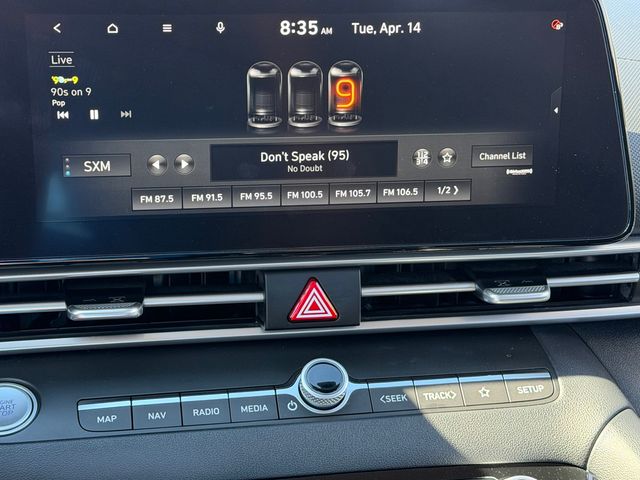 8:35 AM Tue, Apr. 14
Live
90s on 9
Pop
9
SXM
Don't Speak (95)
No Doubt
Channel List
FM 87.5 FM 91.5 FM 95.5 FM 100.5 FM 105.7 FM 106.5 1/2 >
MAP NAV RADIO MEDIA <SEEK TRACK> SETUP
START